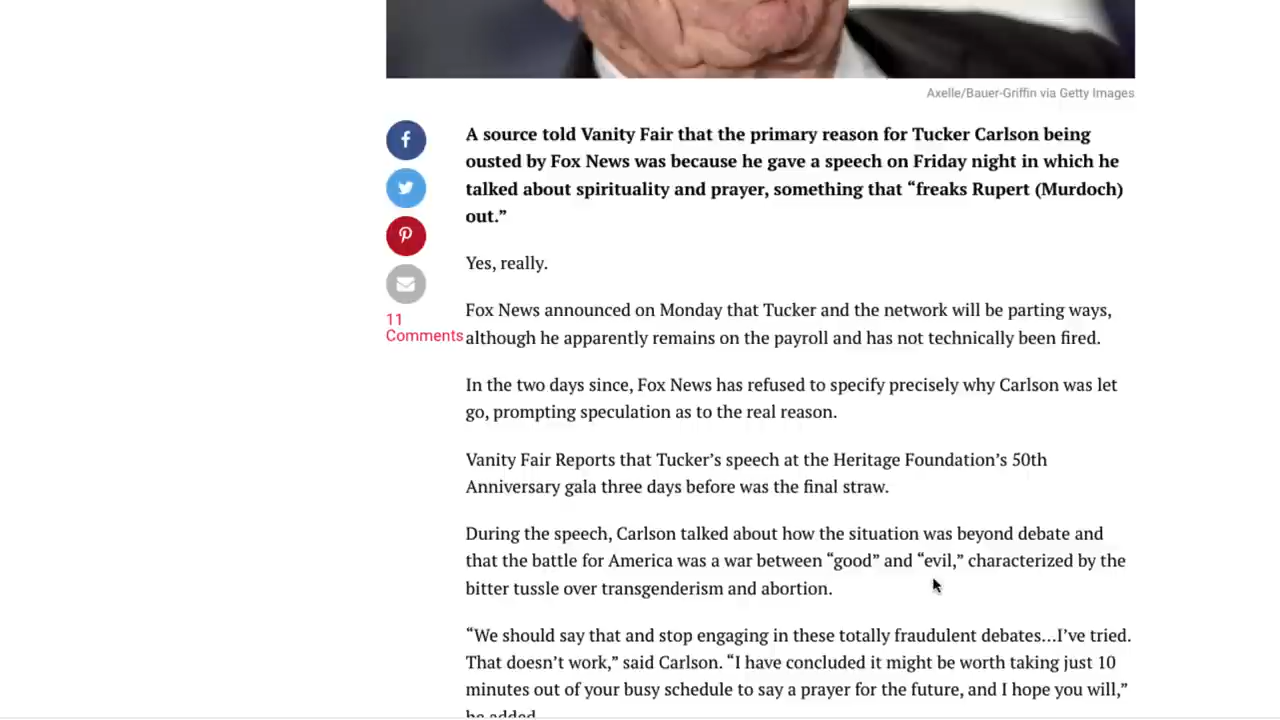 Axelle/Bauer-Griffin via Getty Images
A source told Vanity Fair that the primary reason for Tucker Carlson being
ousted by Fox News was because he gave a speech on Friday night in which he
talked about spirituality and prayer, something that “freaks Rupert (Murdoch)
out.”
Yes, really.
11
Comments
Fox News announced on Monday that Tucker and the network will be parting ways,
although he apparently remains on the payroll and has not technically been fired.
In the two days since, Fox News has refused to specify precisely why Carlson was let
go, prompting speculation as to the real reason.
Vanity Fair Reports that Tucker’s speech at the Heritage Foundation’s 50th
Anniversary gala three days before was the final straw.
During the speech, Carlson talked about how the situation was beyond debate and
that the battle for America was a war between “good” and “evil,” characterized by the
bitter tussle over transgenderism and abortion.
“We should say that and stop engaging in these totally fraudulent debates…I’ve tried.
That doesn’t work,” said Carlson. “I have concluded it might be worth taking just 10
minutes out of your busy schedule to say a prayer for the future, and I hope you will,”
he added.